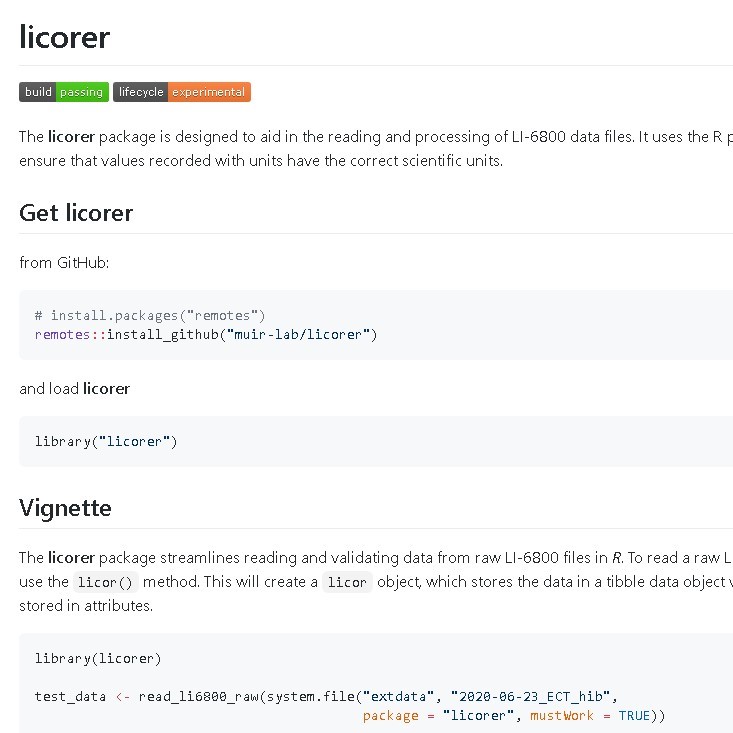 licorer
build passing lifecycle experimental
The licorer package is designed to aid in the reading and processing of LI-6800 data files. It uses the R
ensure that values recorded with units have the correct scientific units.
Get licorer
from GitHub:
# install.packages("remotes")
remotes::install_github("muir-lab/licorer")
and load licorer
library("licorer")
Vignette
The licorer package streamlines reading and validating data from raw LI-6800 files in R. To read a raw
use the licor() method. This will create a licor object, which stores the data in a tibble data object
stored in attributes.
library(licorer)
test_data <- read_li6800_raw(system.file("extdata", "2020-06-23_ECT_hib",
package = "licorer", mustWork = TRUE))